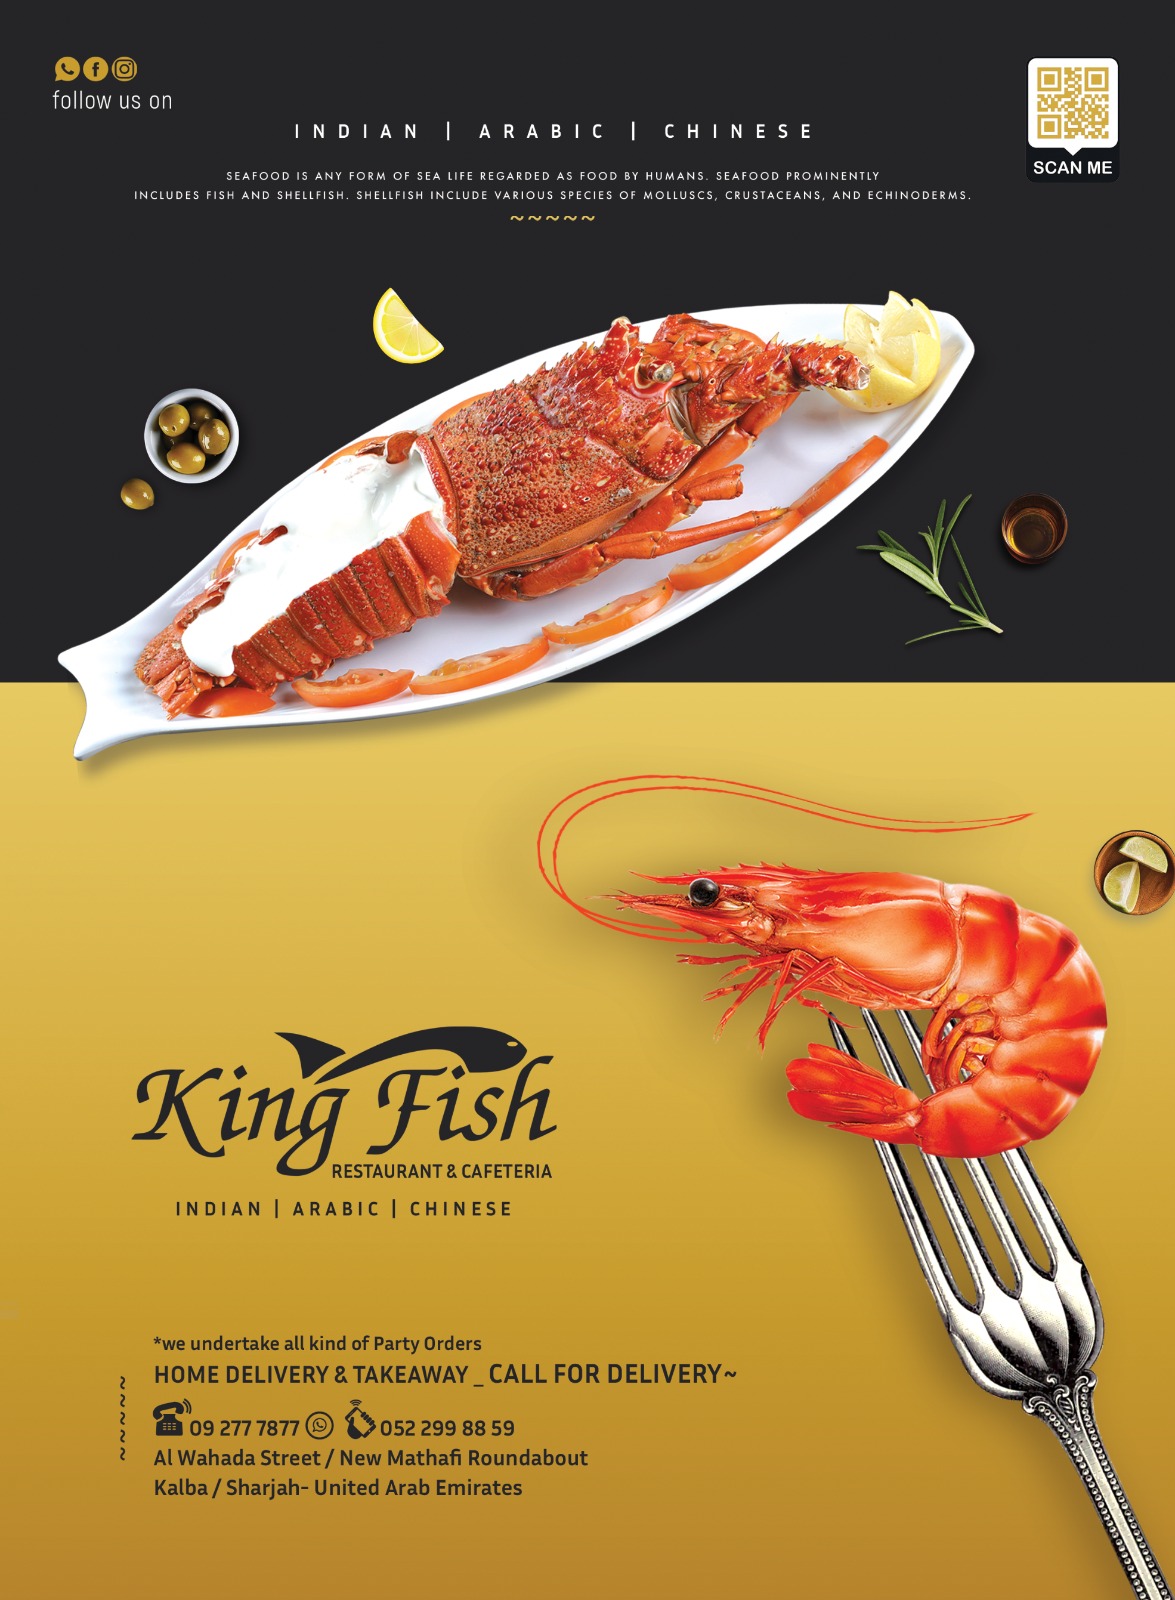 follow us on
INDIAN | ARABIC | CHINESE
SEAFOOD IS ANY FORM OF SEA LIFE REGARDED AS FOOD BY HUMANS. SEAFOOD PROMINENTLY
INCLUDES FISH AND SHELLFISH. SHELLFISH INCLUDE VARIOUS SPECIES OF MOLLUSCS, CRUSTACEANS, AND ECHINODERMS.
~~~~~
SCAN ME
King Fish
RESTAURANT & CAFETERIA
INDIAN | ARABIC | CHINESE
*we undertake all kind of Party Orders
HOME DELIVERY & TAKEAWAY _ CALL FOR DELIVERY~
09 277 7877 052 299 88 59
Al Wahada Street / New Mathafi Roundabout
Kalba / Sharjah- United Arab Emirates
~~~~~~